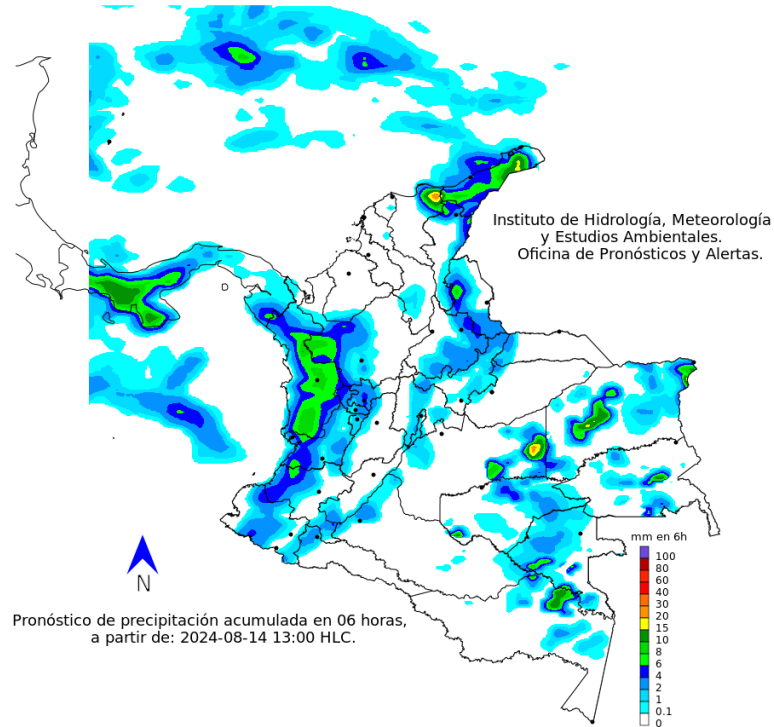 Instituto de Hidrología, Meteorología
y Estudios Ambientales.
Oficina de Pronósticos y Alertas.
N
Pronóstico de precipitación acumulada en 06 horas,
a partir de: 2024-08-14 13:00 HLC.
mm en 6h
100
80
60
40
30
20
15
10
8
6
4
2
1
0.1
0